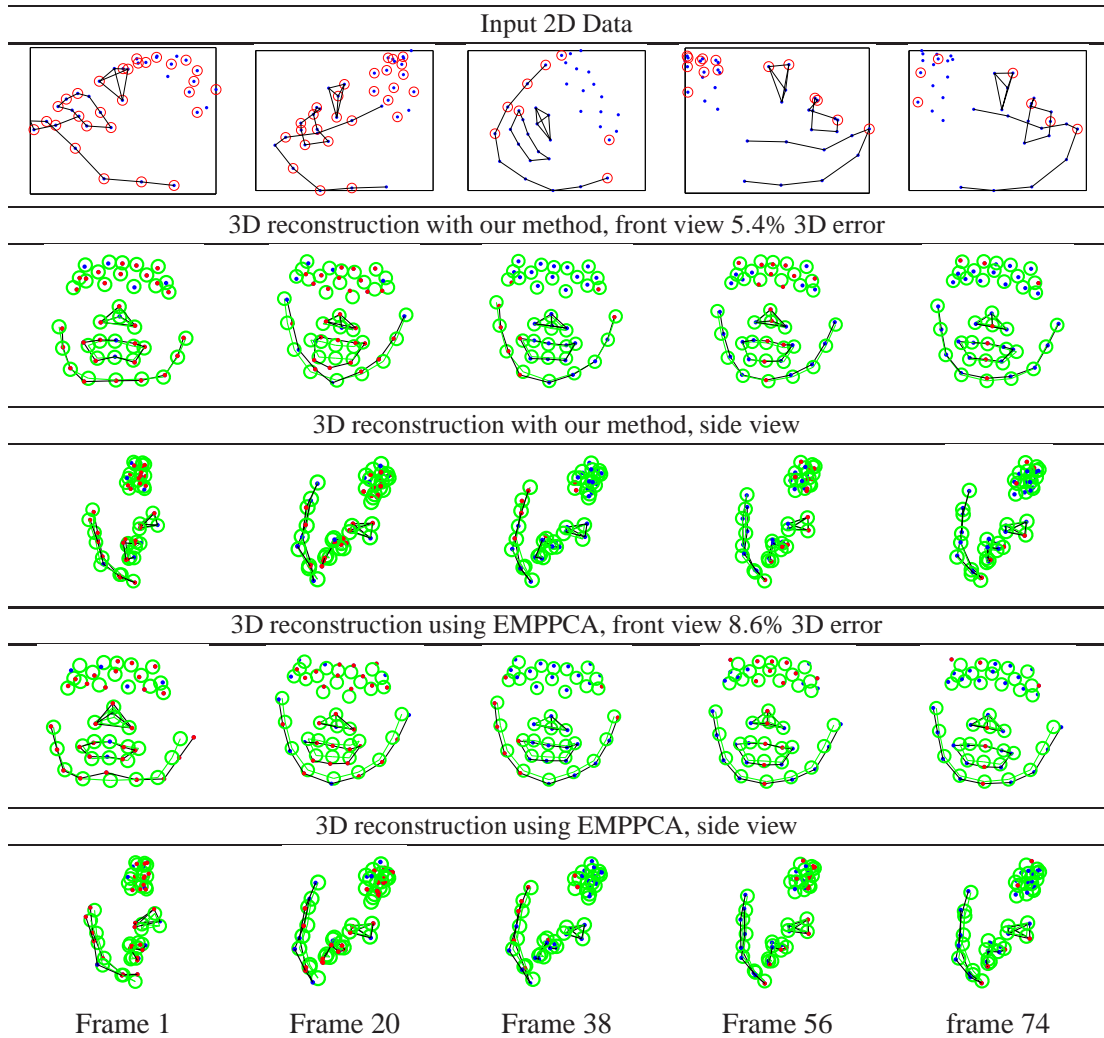 Input 2D Data
3D reconstruction with our method, front view 5.4% 3D error
3D reconstruction with our method, side view
3D reconstruction using EMPPCA, front view 8.6% 3D error
3D reconstruction using EMPPCA, side view
Frame 1 Frame 20 Frame 38 Frame 56 frame 74